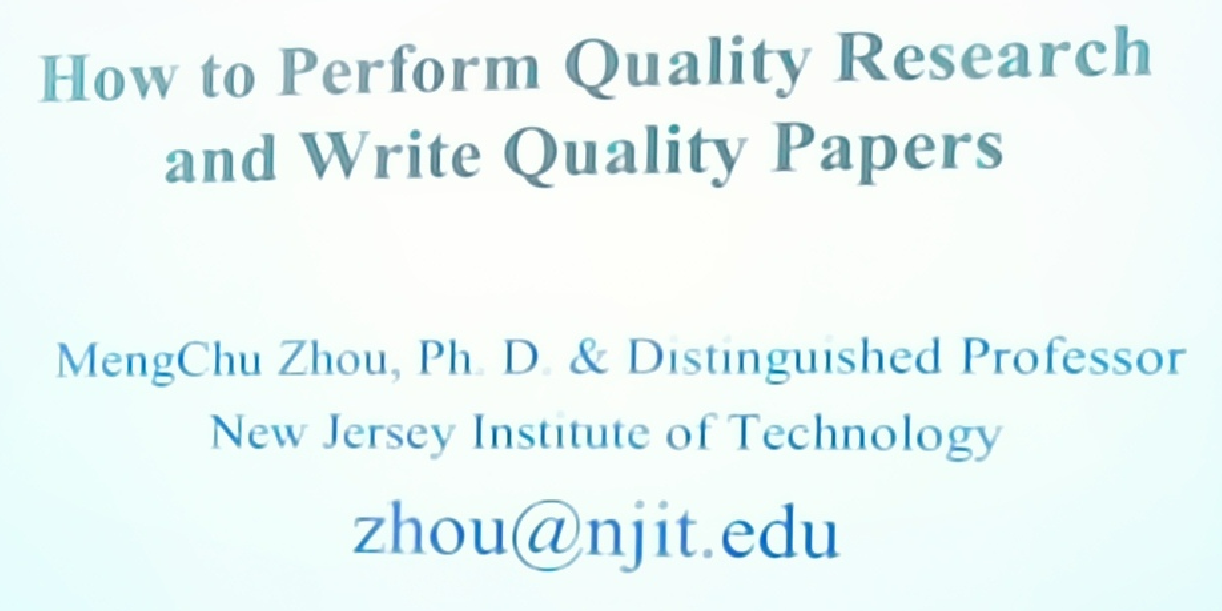 How to Perform Quality Research
and Write Quality Papers
MengChu Zhou, Ph. D. & Distinguished Professor
New Jersey Institute of Technology
zhou@njit.edu